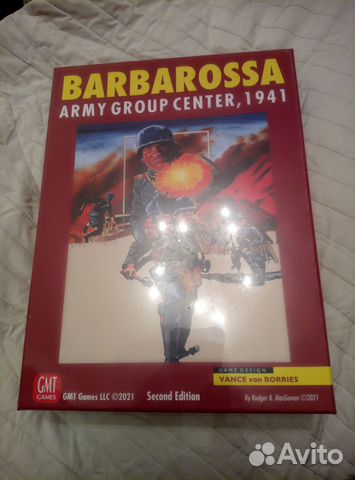 BARBAROSSA
ARMY GROUP CENTER, 1941
GAME DESIGN
VANCE von BORRIES
GMT
GAMES
GMT Games LLC ©2021
Second Edition
By Rodger B. MacGowan ©2021
Avito